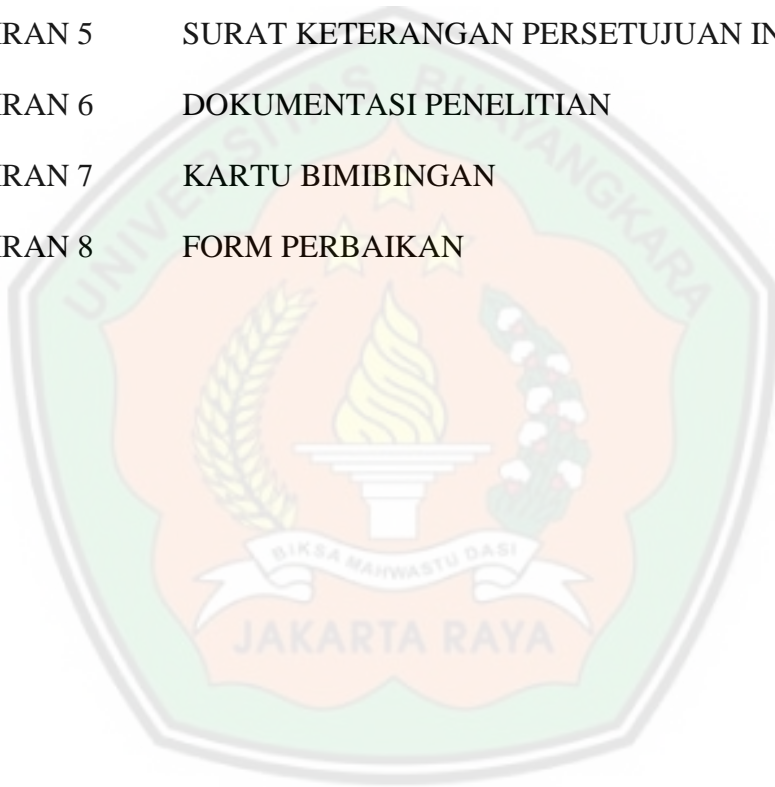 RAN 5 SURAT KETERANGAN PERSETUJUAN IN
RAN 6 DOKUMENTASI PENELITIAN
RAN 7 KARTU BIMIBINGAN
RAN 8 FORM PERBAIKAN
UNIVERSITAS BHAYANGKARA
BIKSA MAHWASTU DASI
JAKARTA RAYA